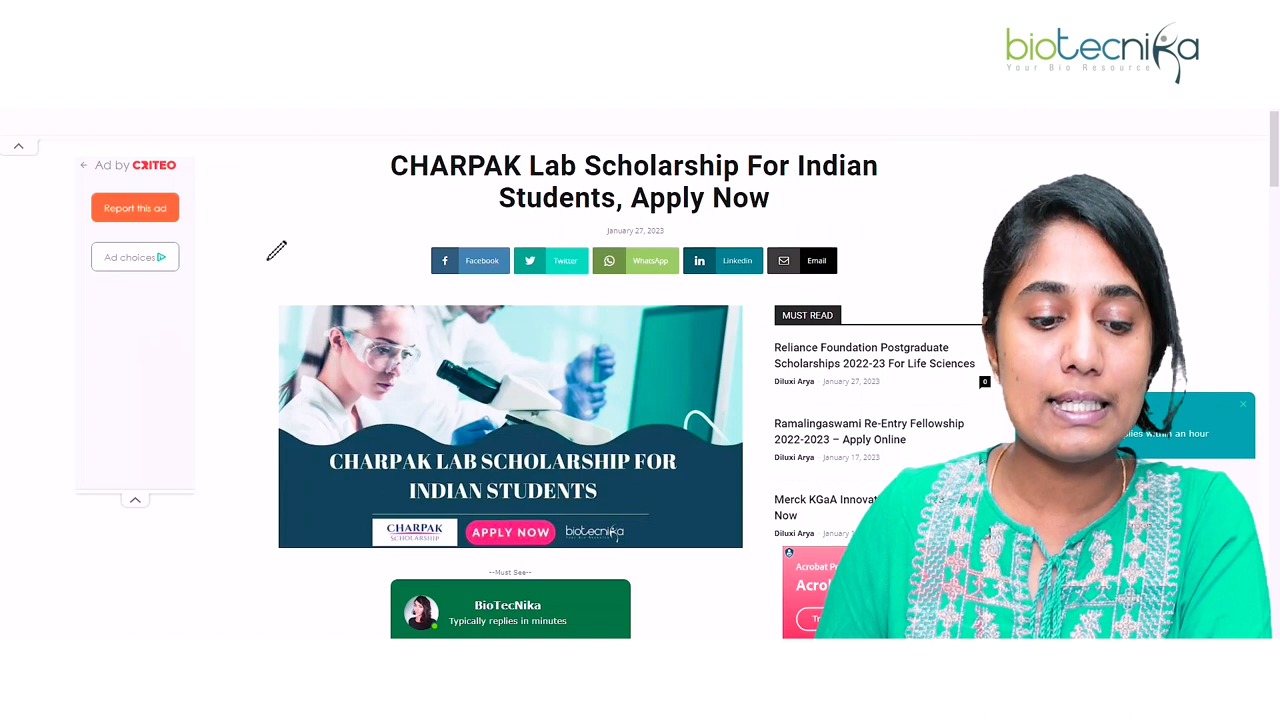 biotecnika
Your Bio Resource
Ad by CRITEO
Report this ad
Ad choices
CHARPAK Lab Scholarship For Indian
Students, Apply Now
January 27, 2023
Facebook
Twitter
WhatsApp
Linkedin
Email
CHARPAK LAB SCHOLARSHIP FOR
INDIAN STUDENTS
CHARPAK
SCHOLARSHIP
APPLY NOW
biotecnika
--Must See--
BioTecNika
Typically replies in minutes
MUST READ
Reliance Foundation Postgraduate
Scholarships 2022-23 For Life Sciences
Diluxi Arya - January 27, 2023
0
Ramalingaswami Re-Entry Fellowship
2022-2023 – Apply Online
Diluxi Arya - January 17, 2023
Merck KGaA
Now
Diluxi Arya - January
Acrobat
within an hour